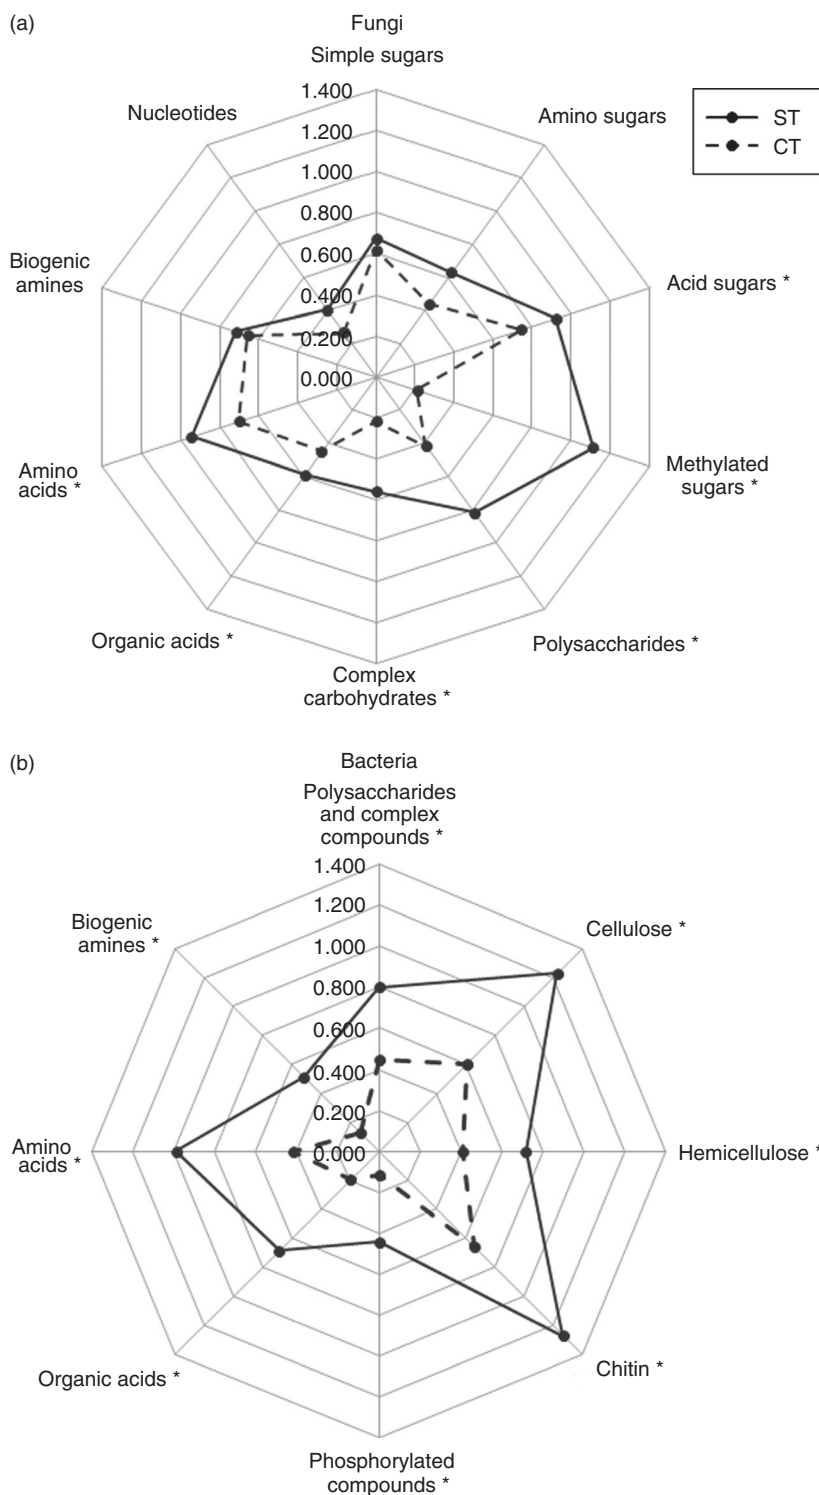 (a)
Fungi
Simple sugars
1.400
1.200
1.000
0.800
0.600
0.400
0.200
0.000
Nucleotides
Amino sugars
ST
CT
Biogenic
amines
Acid sugars *
Amino
acids *
Methylated
sugars *
Organic acids *
Polysaccharides *
Complex
carbohydrates *
(b)
Bacteria
Polysaccharides
and complex
compounds *
1.400
1.200
1.000
0.800
0.600
0.400
0.200
0.000
Biogenic
amines *
Cellulose *
Amino
acids *
Hemicellulose *
Organic acids *
Chitin *
Phosphorylated
compounds *